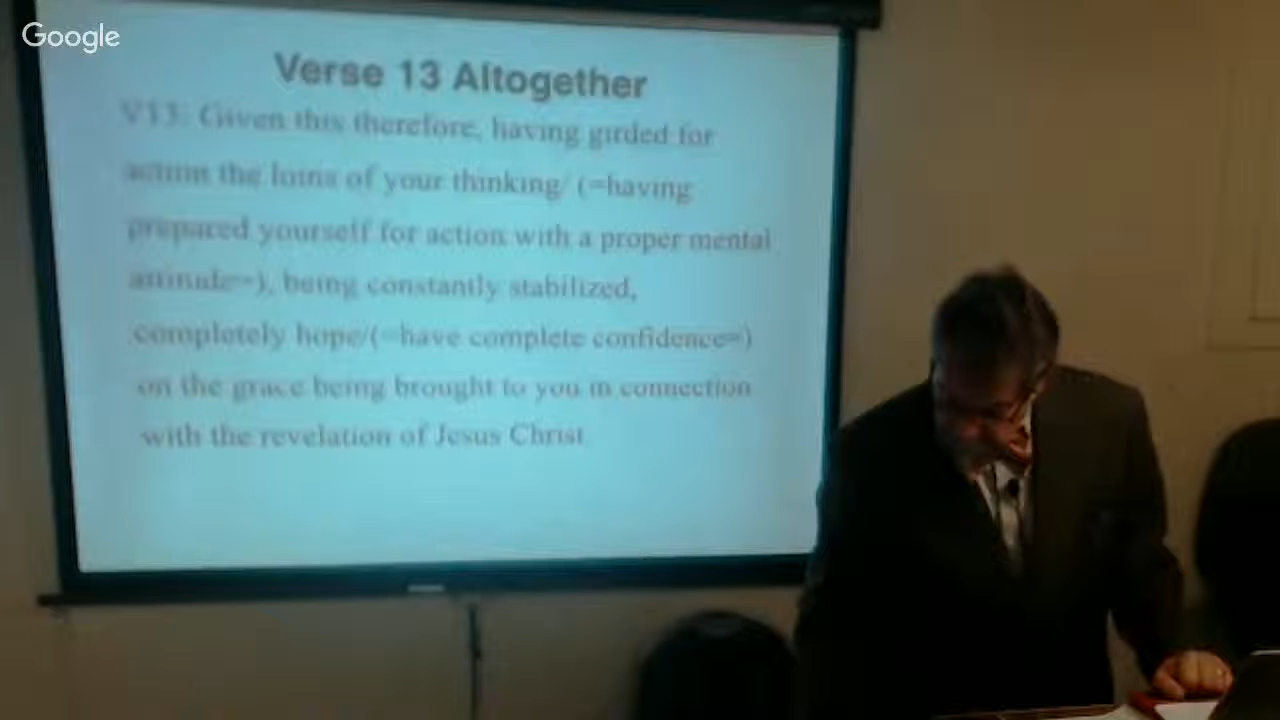 Google
Verse 13 Altogether
V13: Given this therefore, having girded for
action the loins of your thinking/ (=having
prepared yourself for action with a proper mental
attitude=), being constantly stabilized,
completely hope/(=have complete confidence=)
on the grace being brought to you in connection
with the revelation of Jesus Christ